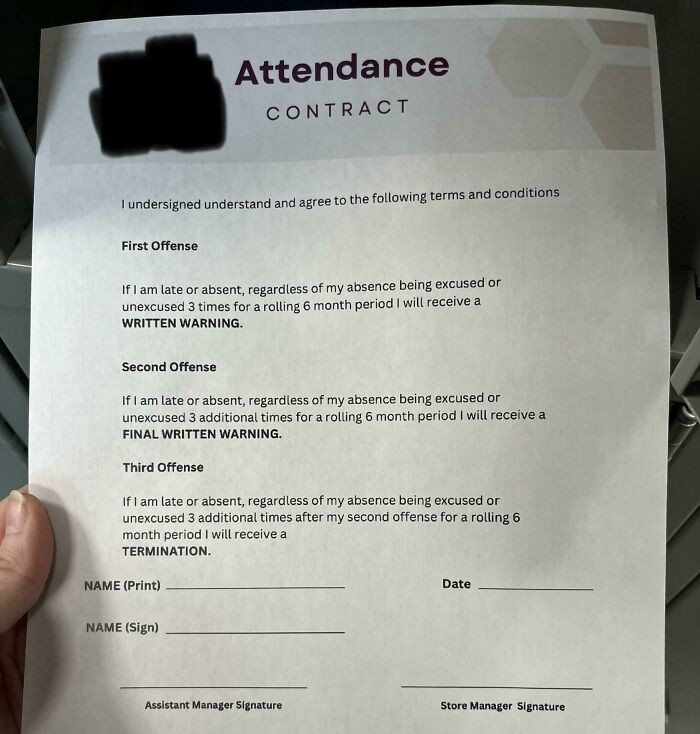 Attendance
CONTRACT
I undersigned understand and agree to the following terms and conditions
First Offense
If I am late or absent, regardless of my absence being excused or
unexcused 3 times for a rolling 6 month period I will receive a
WRITTEN WARNING.
Second Offense
If I am late or absent, regardless of my absence being excused or
unexcused 3 additional times for a rolling 6 month period I will receive a
FINAL WRITTEN WARNING.
Third Offense
If I am late or absent, regardless of my absence being excused or
unexcused 3 additional times after my second offense for a rolling 6
month period I will receive a
TERMINATION.
NAME (Print) Date
NAME (Sign)
Assistant Manager Signature Store Manager Signature